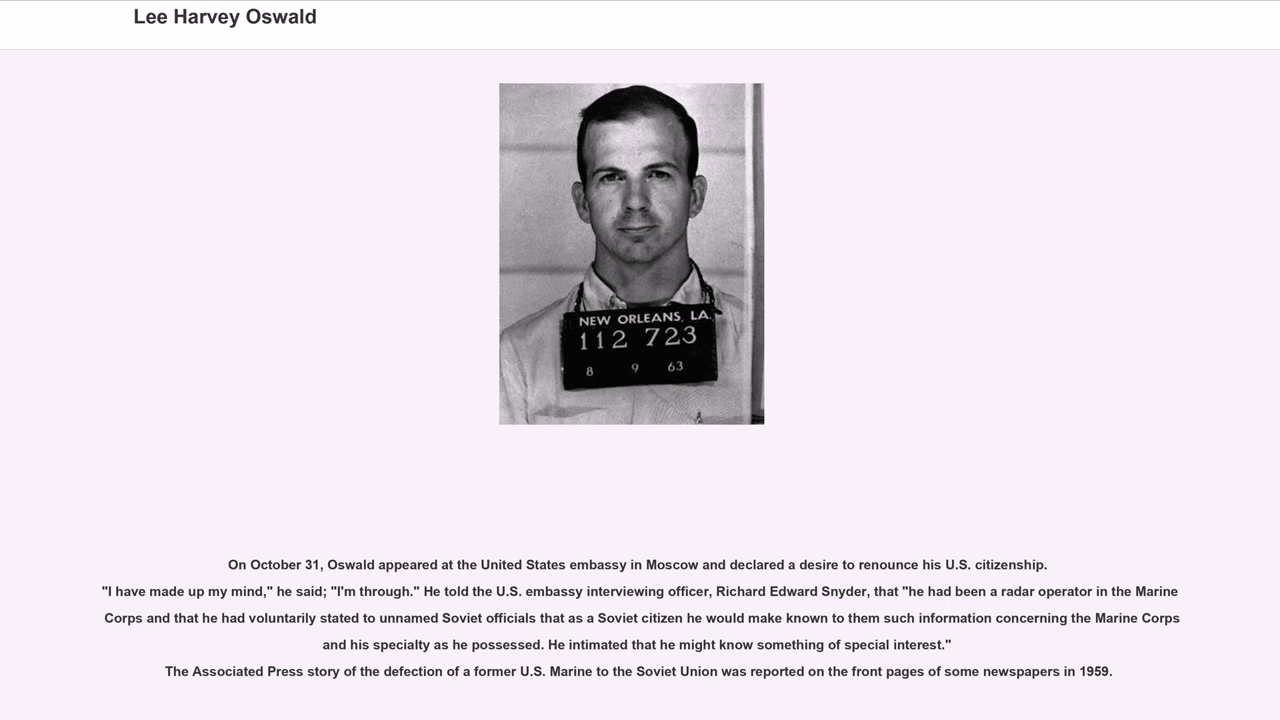 Lee Harvey Oswald
NEW ORLEANS, LA.
112 723
8 9 63
On October 31, Oswald appeared at the United States embassy in Moscow and declared a desire to renounce his U.S. citizenship.
"I have made up my mind," he said; "I'm through." He told the U.S. embassy interviewing officer, Richard Edward Snyder, that "he had been a radar operator in the Marine
Corps and that he had voluntarily stated to unnamed Soviet officials that as a Soviet citizen he would make known to them such information concerning the Marine Corps
and his specialty as he possessed. He intimated that he might know something of special interest."
The Associated Press story of the defection of a former U.S. Marine to the Soviet Union was reported on the front pages of some newspapers in 1959.